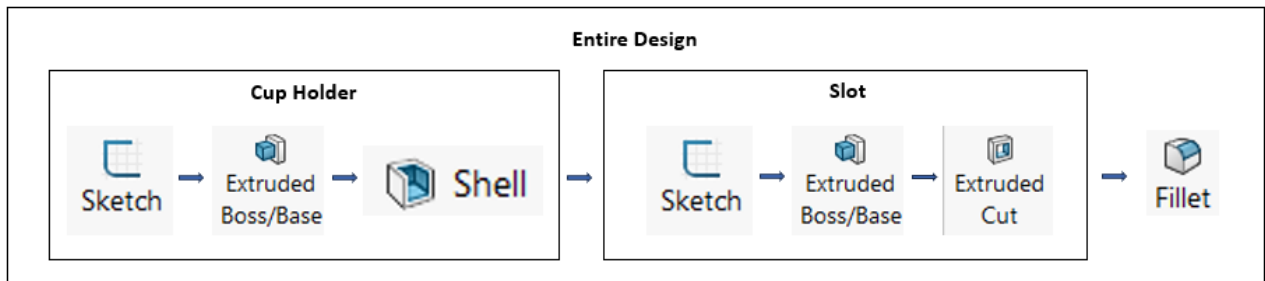 Entire Design
Cup Holder
Sketch
Extruded
Boss/Base
Shell
Slot
Sketch
Extruded
Boss/Base
Extruded
Cut
Fillet